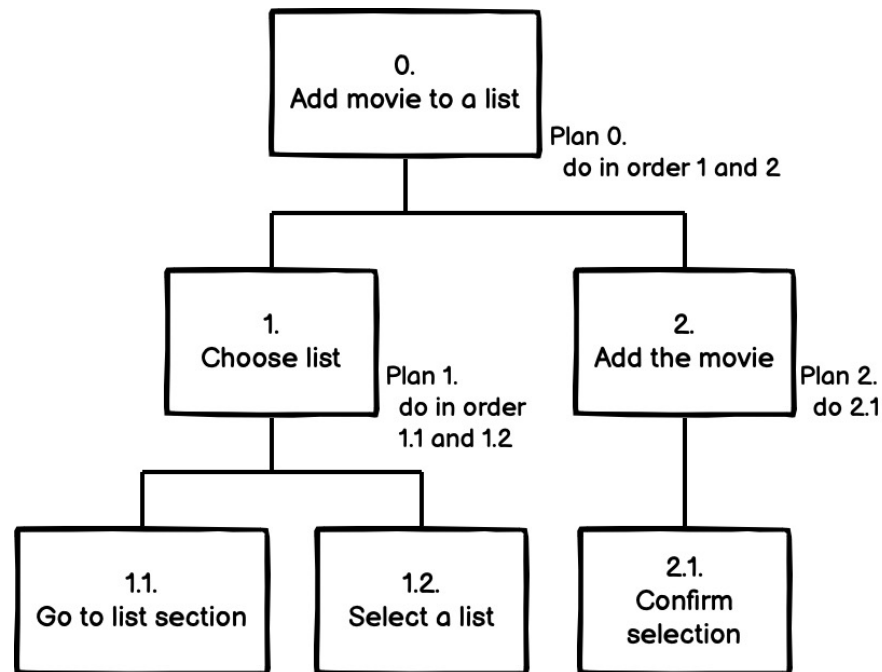 0.
Add movie to a list
Plan 0.
do in order 1 and 2
1.
Choose list
Plan 1.
do in order
1.1 and 1.2
2.
Add the movie
Plan 2.
do 2.1
1.1.
Go to list section
1.2.
Select a list
2.1.
Confirm
selection